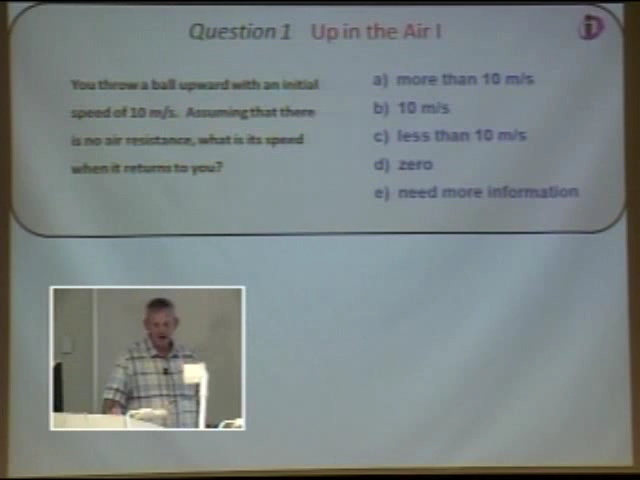 Question 1 Up in the Air I
You throw a ball upward with an initial
speed of 10 m/s. Assuming that there
is no air resistance, what is its speed
when it returns to you?
a) more than 10 m/s
b) 10 m/s
c) less than 10 m/s
d) zero
e) need more information